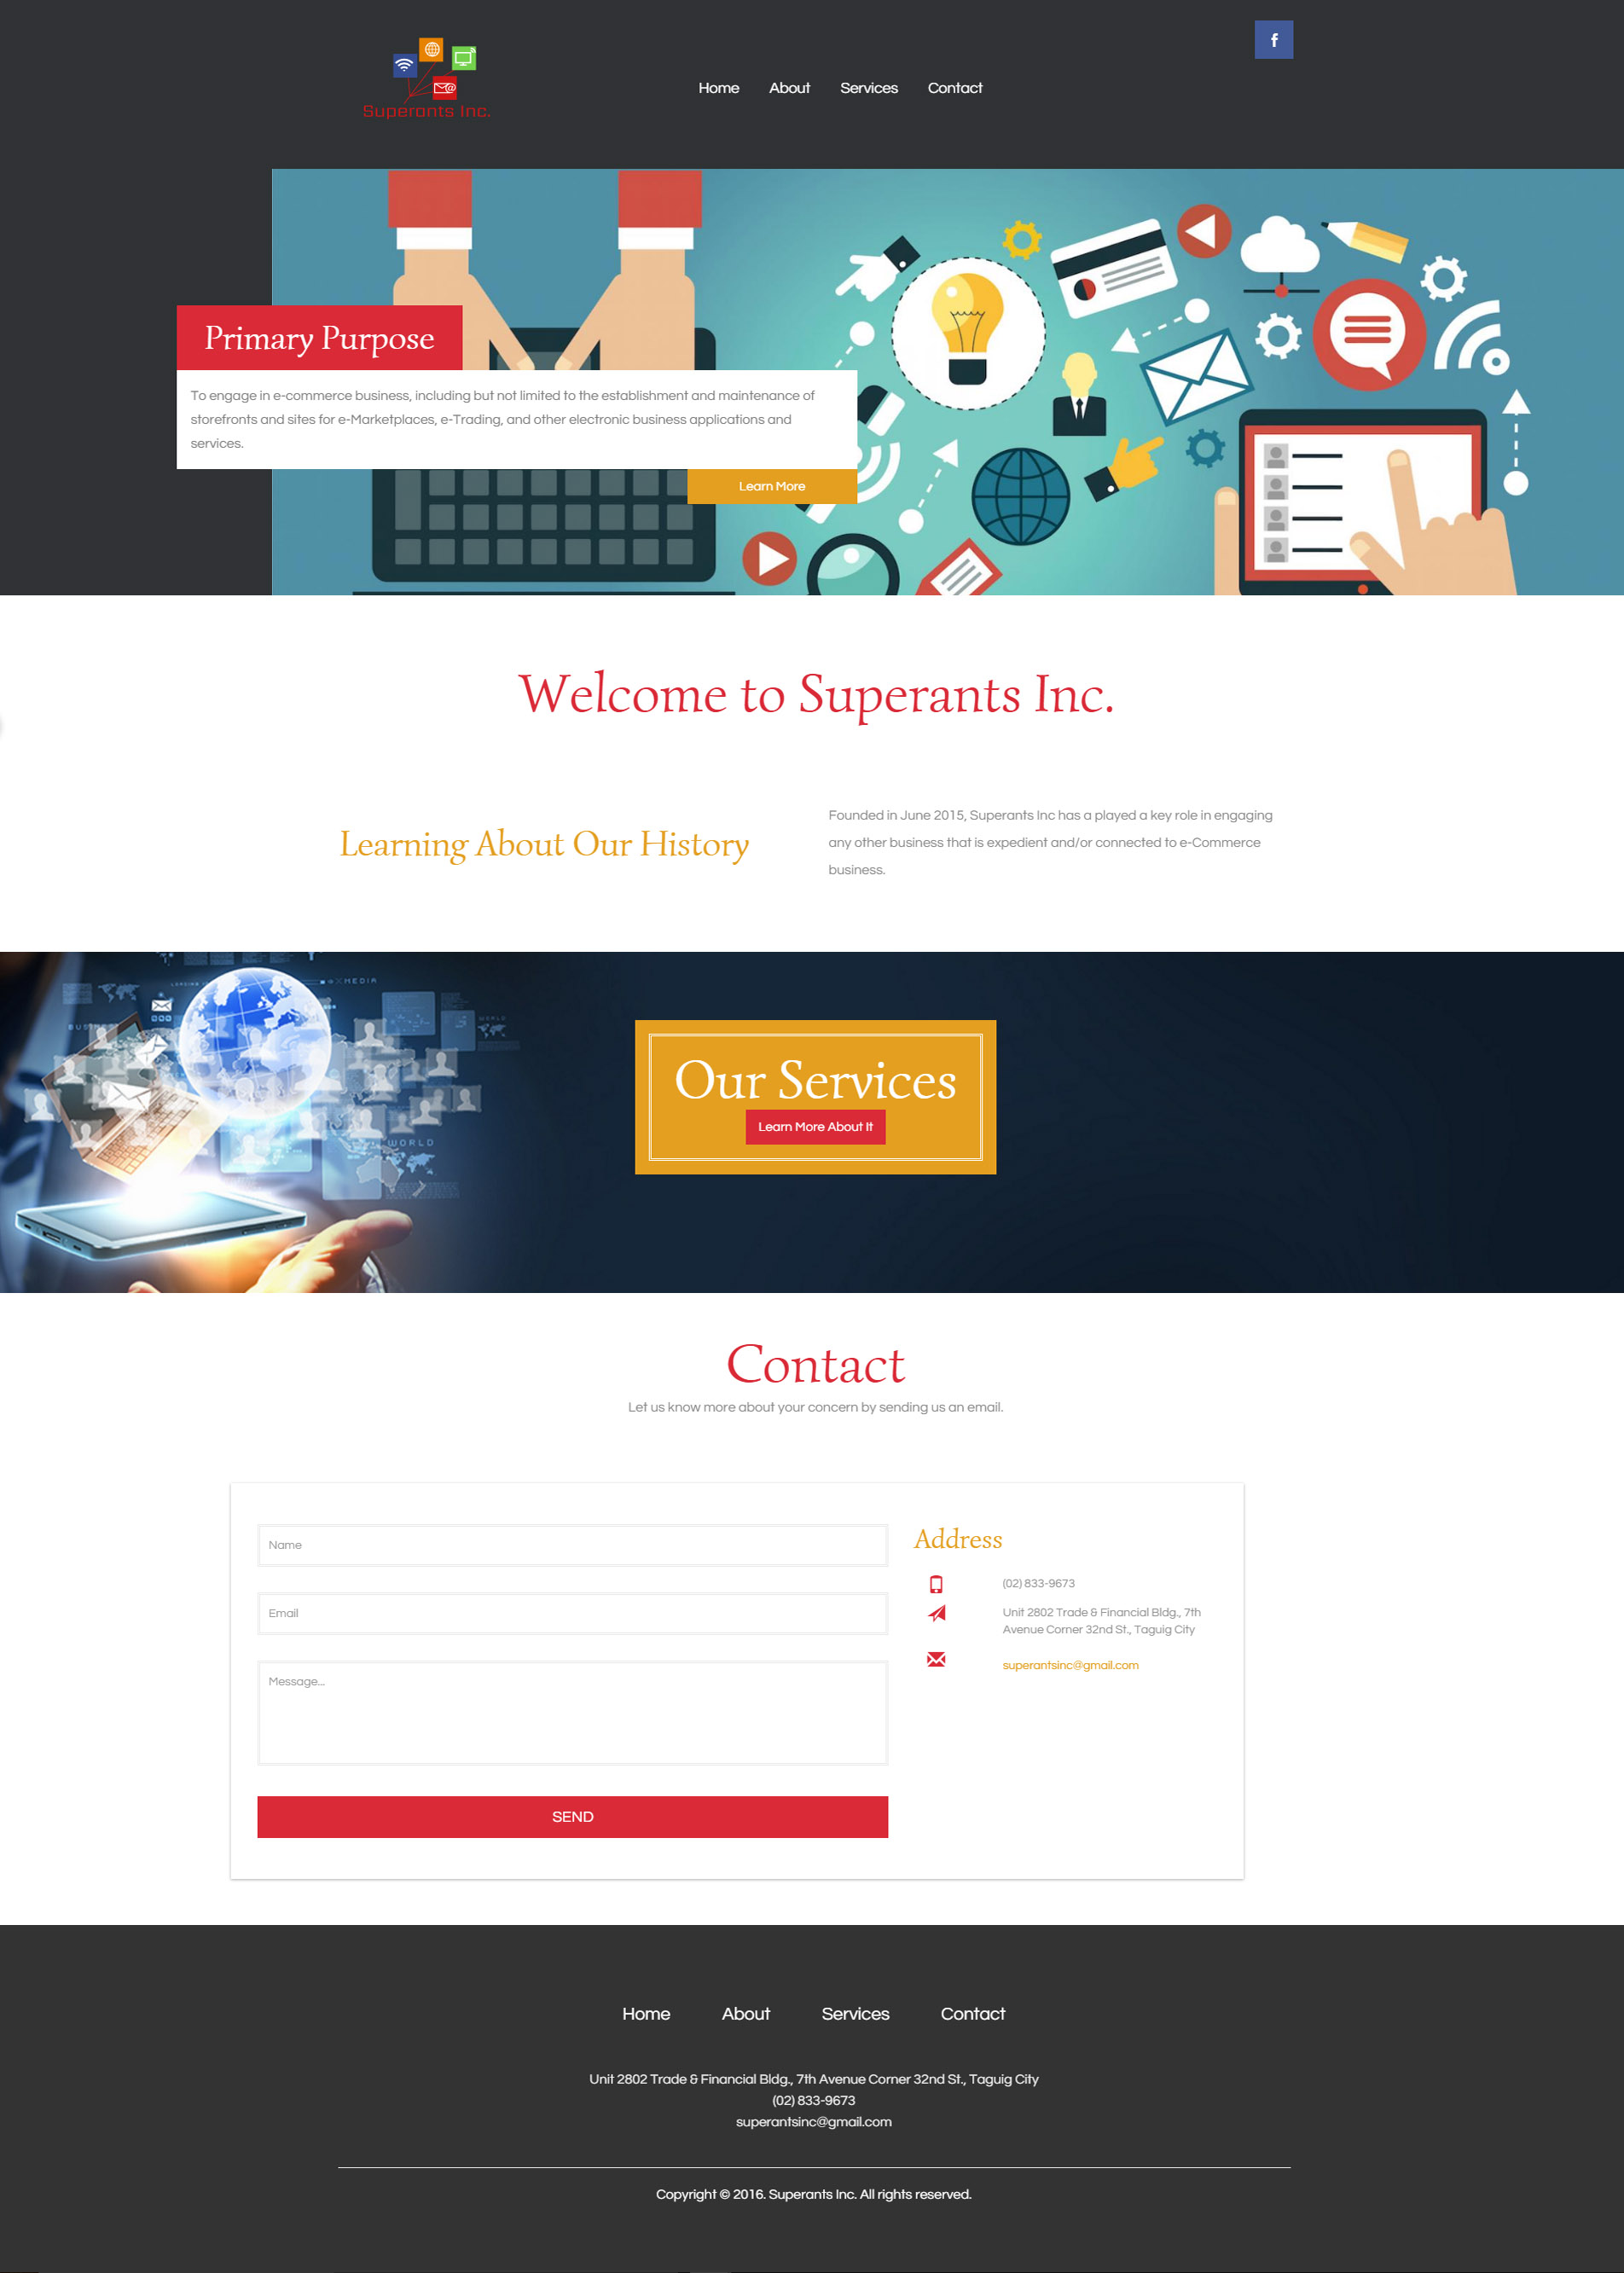 Superants Inc.
Home About Services Contact
f
Primary Purpose
To engage in e-commerce business, including but not limited to the establishment and maintenance of
storefronts and sites for e-Marketplaces, e-Trading, and other electronic business applications and
services.
Learn More
Welcome to Superants Inc.
Learning About Our History
Founded in June 2015, Superants Inc has a played a key role in engaging
any other business that is expedient and/or connected to e-Commerce
business.
MEDIA
WORLD
Our Services
Learn More About It
Contact
Let us know more about your concern by sending us an email.
Name
Email
Message...
SEND
Address
(02) 833-9673
Unit 2802 Trade & Financial Bldg., 7th
Avenue Corner 32nd St., Taguig City
superantsinc@gmail.com
Home About Services Contact
Unit 2802 Trade & Financial Bldg., 7th Avenue Corner 32nd St., Taguig City
(02) 833-9673
superantsinc@gmail.com
Copyright © 2016. Superants Inc. All rights reserved.